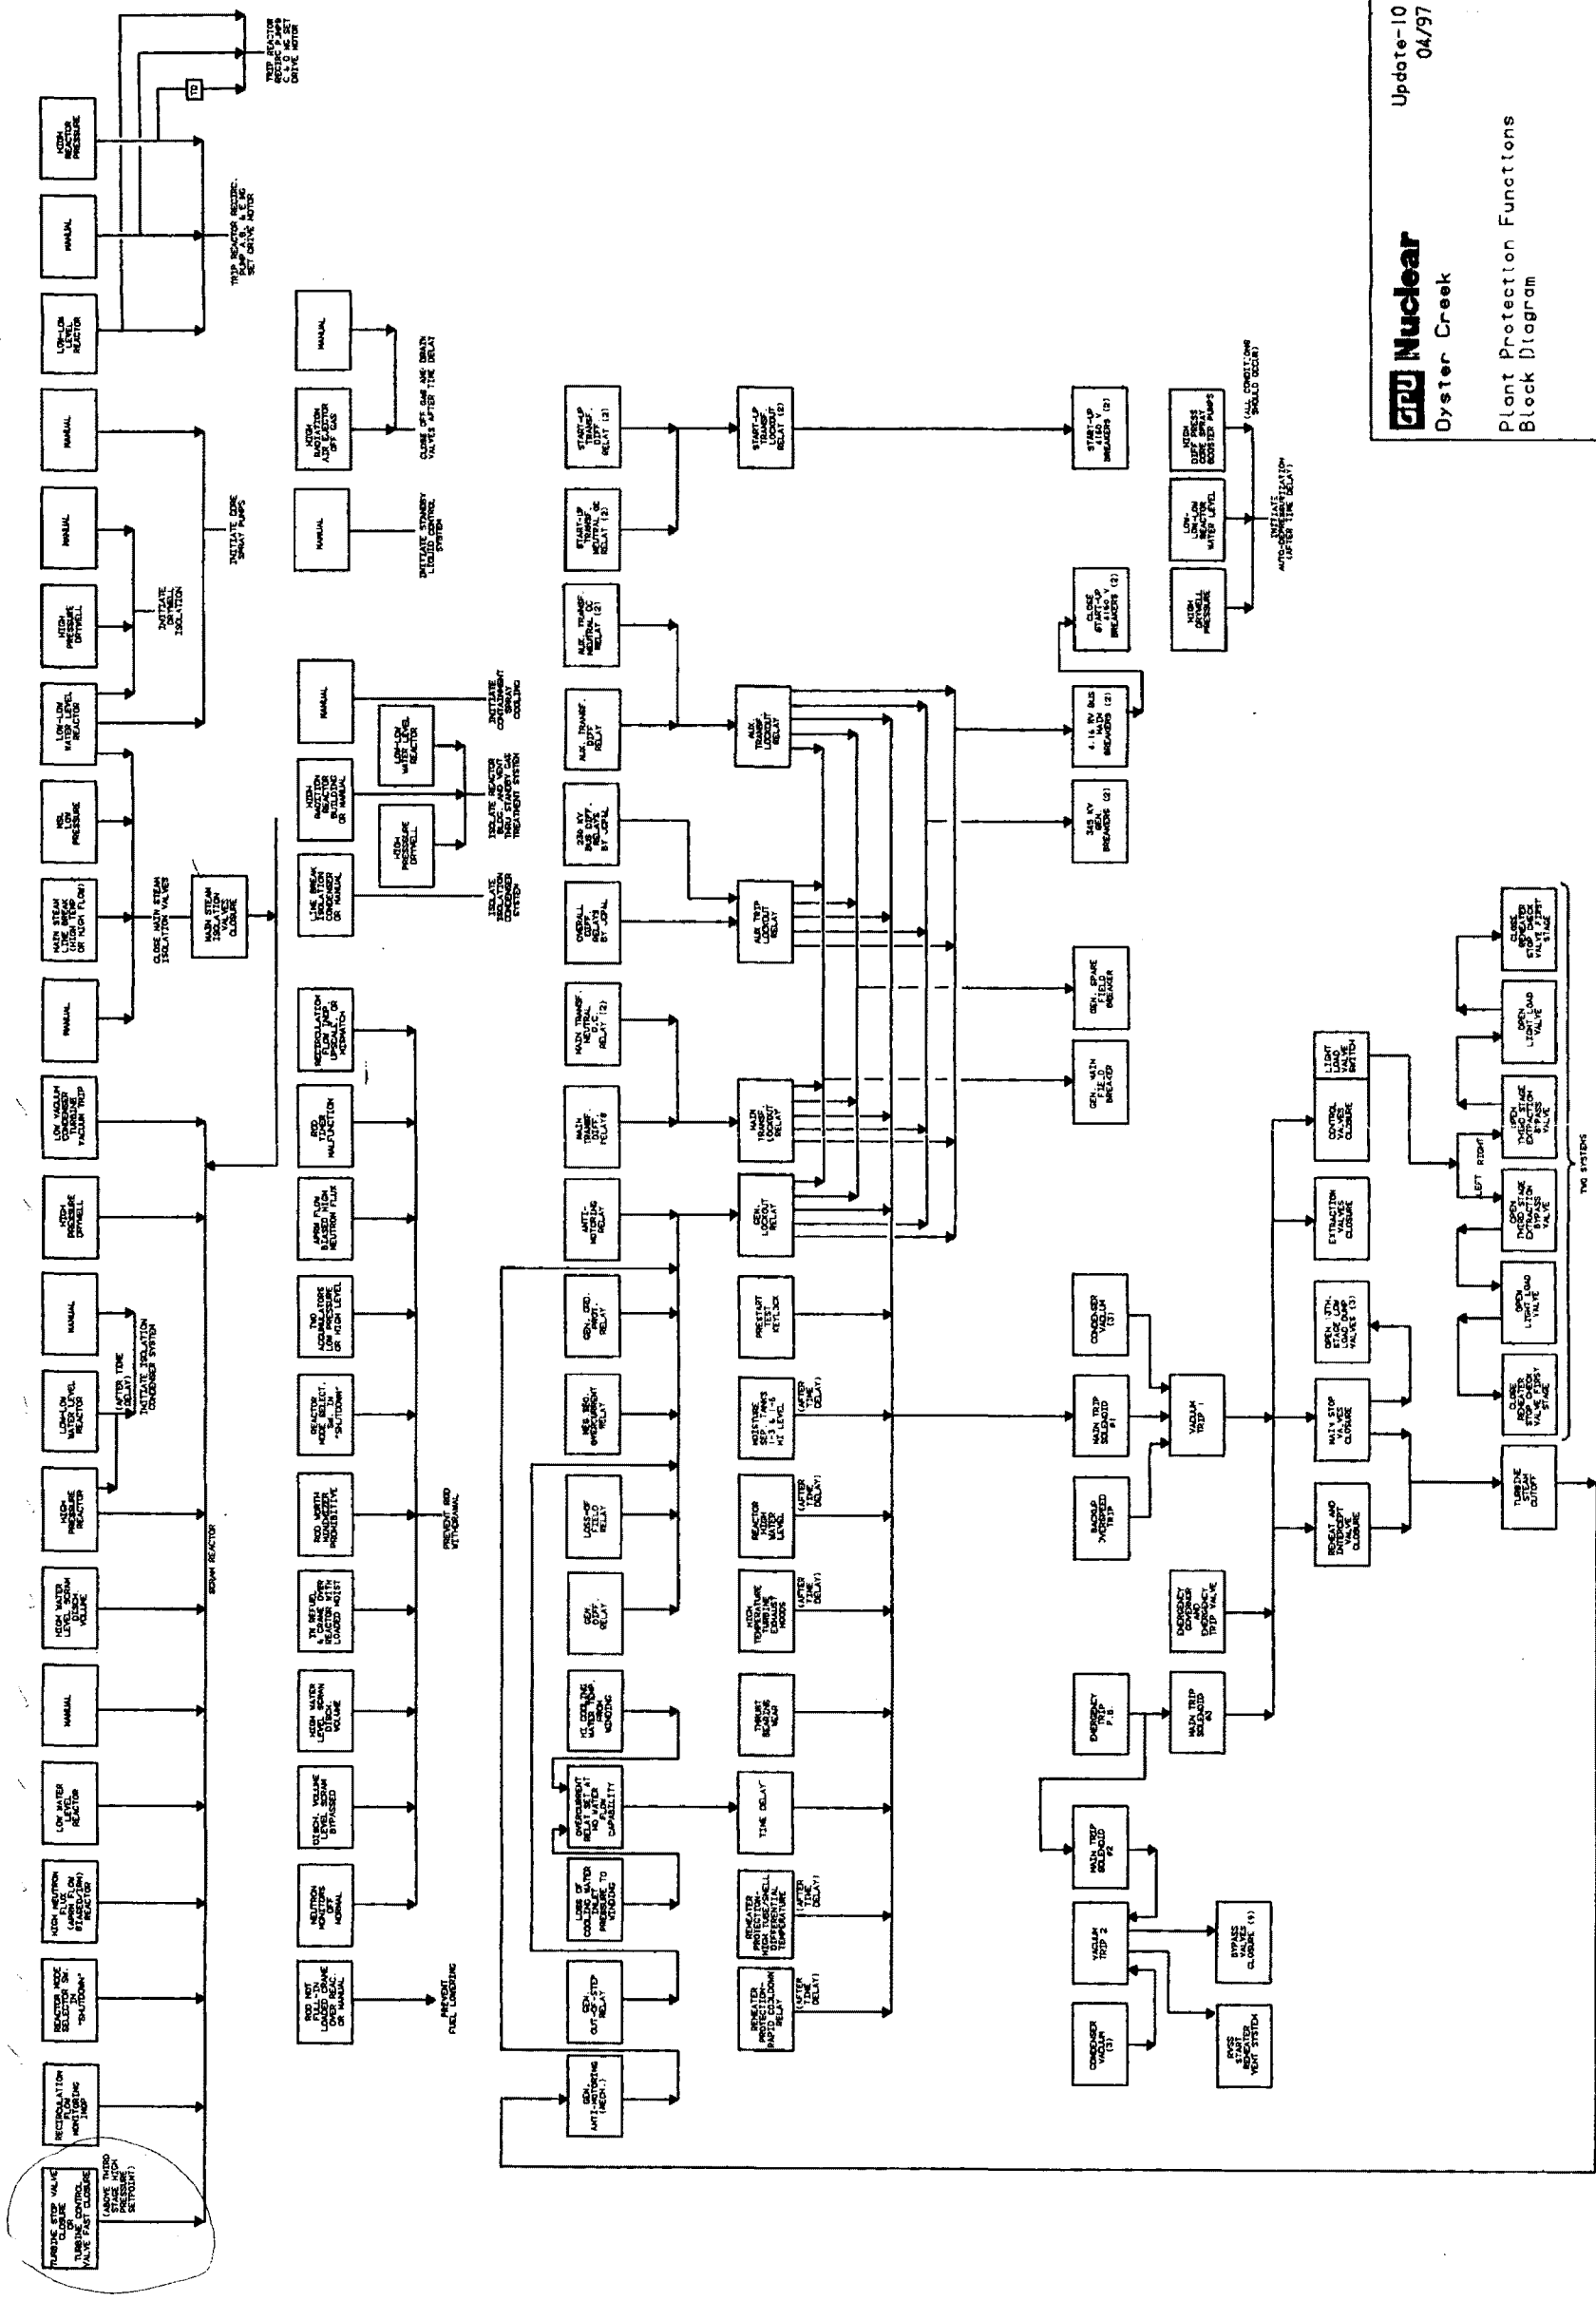 TURBINE STOP VALVE
CLOSURE
OR
TURBINE CONTROL
VALVE FAST CLOSURE
(ABOVE THIRD
STAGE HIGH
PRESSURE
SETPOINT)
RECIRCULATION
FLOW
MONITORING
INOP
REACTOR MODE
SELECTOR SW.
IN
"SHUTDOWN"
HIGH NEUTRON
FLUX
(APRM FLOW
BIASED/IRM)
REACTOR
LOW WATER
LEVEL
REACTOR
MANUAL
HIGH WATER
LEVEL SCRAM
DISCH.
VOLUME
HIGH
PRESSURE
REACTOR
LOW-LOW
WATER LEVEL
REACTOR
MANUAL
(AFTER TIME
DELAY)
INITIATE ISOLATION
CONDENSER SYSTEM
HIGH
PRESSURE
DRYWELL
LOW VACUUM
CONDENSER
TURBINE
VACUUM TRIP
SCRAM REACTOR
MANUAL
MAIN STEAM
LINE BREAK
(HIGH TEMP
OR HIGH FLOW)
MSL
LOW
PRESSURE
LOW-LOW
WATER LEVEL
REACTOR
CLOSE MAIN STEAM
ISOLATION VALVES
MAIN STEAM
ISOLATION
VALVES
CLOSURE
HIGH
PRESSURE
DRYWELL
MANUAL
INITIATE
DRYWELL
ISOLATION
MANUAL
INITIATE CORE
SPRAY PUMPS
LOW-LOW
LEVEL
REACTOR
MANUAL
HIGH
REACTOR
PRESSURE
TRIP REACTOR RECIRC.
PUMP A,B, & E MG
SET DRIVE MOTOR
TD
TRIP REACTOR
RECIRC PUMPS
C & D MG SET
DRIVE MOTOR
ROD NOT
FULL-IN
LOADED CRANE
OVER REAC.
OR MANUAL
PREVENT
FUEL LOWERING
NEUTRON
MONITORS
OFF
NORMAL
DISCH. VOLUME
LEVEL SCRAM
BYPASSED
HIGH WATER
LEVEL SCRAM
DISCH.
VOLUME
IN REFUEL
& CRANE OVER
REACTOR WITH
LOADED HOIST
ROD WORTH
MINIMIZER
PROHIBITIVE
REACTOR
MODE SELECT.
SW. IN
"SHUTDOWN"
TWO
ACCUMULATORS
LOW PRESSURE
OR HIGH LEVEL
APRM FLOW
BIASED HIGH
NEUTRON FLUX
ROD
TIMER
MALFUNCTION
RECIRCULATION
FLOW INOP,
UPSCALE, OR
MISMATCH
PREVENT ROD
WITHDRAWAL
LINE BREAK
ISOLATION
CONDENSER
OR MANUAL
ISOLATE
ISOLATION
CONDENSER
SYSTEM
HIGH
RADITION
REACTOR
BUILDING
OR MANUAL
HIGH
PRESSURE
DRYWELL
LOW-LOW
WATER LEVEL
REACTOR
ISOLATE REACTOR
BLDG. AND VENT
THRU STANDBY GAS
TREATMENT SYSTEM
MANUAL
INITIATE
CONTAINMENT
SPRAY
COOLING
MANUAL
INITIATE STANDBY
LIQUID CONTROL
SYSTEM
HIGH
RADIATION
AIR EJECTOR
OFF GAS
MANUAL
CLOSE OFF GAS AND DRAIN
VALVES AFTER TIME DELAY
GEN.
ANTI-MOTORING
(MECH.)
GEN.
OUT-OF-STEP
RELAY
LOSS OF
COOLING WATER
INLET
PRESSURE TO
WINDING
OVERCURRENT
RELAY SET AT
NO WATER
FLOW
CAPABILITY
HI COOLING
WATER TEMP.
FROM
WINDING
GEN.
DIFF.
RELAY
LOSS-OF
FIELD
RELAY
NEG SEQ.
OVERCURRENT
RELAY
GEN. GRD.
PROT.
RELAY
ANTI-
MOTORING
RELAY
MAIN
TRANSF.
DIFF.
RELAYS
MAIN TRANSF.
NEUTRAL
O.C.
RELAY (2)
OVERALL
DIFF.
RELAYS
BY JCP&L
230 KV
BUS DIFF.
RELAYS
BY JCP&L
AUX. TRANSF.
DIFF
RELAY
AUX. TRANSF.
NEUTRAL OC
RELAY (2)
START-UP
TRANSF.
NEUTRAL OC
RELAY (2)
START-UP
TRANSF.
DIFF.
RELAY (2)
REHEATER
PROTECTION-
RAPID COOLDOWN
RELAY
(AFTER
TIME
DELAY)
REHEATER
PROTECTION-
HIGH TUBE/SHELL
DIFFERENTIAL
TEMPERATURE
(AFTER
TIME
DELAY)
TIME DELAY
THRUST
BEARING
WEAR
HIGH
TEMPERATURE
TURBINE
EXHAUST
HOODS
(AFTER
TIME
DELAY)
REACTOR
HIGH
WATER
LEVEL
(AFTER
TIME
DELAY)
MOISTURE
SEP. TANKS
1-3 & 1-6
HI LEVEL
(AFTER
TIME
DELAY)
PRESTART
TEST
KEYLOCK
GEN.
LOCKOUT
RELAY
MAIN
TRANSF.
LOCKOUT
RELAY
AUX TRIP
LOCKOUT
RELAY
AUX.
TRANSF.
LOCKOUT
RELAY
START-UP
TRANSF.
LOCKOUT
RELAY (2)
CONDENSER
VACUUM
(3)
VACUUM
TRIP 2
MAIN TRIP
SOLENOID
#2
EMERGENCY
TRIP
P.B.
BACKUP
OVERSPEED
TRIP
MAIN TRIP
SOLENOID
#1
CONDENSER
VACUUM
(3)
GEN. MAIN
FIELD
BREAKER
GEN. SPARE
FIELD
BREAKER
345 KV
GEN.
BREAKERS (2)
4.16 KV BUS
MAIN
BREAKERS (2)
CLOSE
START-UP
4160 V
BREAKERS (2)
START-UP
4160 V
BREAKERS (2)
MAIN TRIP
SOLENOID
#3
EMERGENCY
GOVERNOR
AND
EMERGENCY
TRIP VALVE
VACUUM
TRIP 1
HIGH
DRYWELL
PRESSURE
LOW-
LOW-LOW
REACTOR
WATER LEVEL
HIGH
DIFF PRESS
CORE SPRAY
BOOSTER PUMPS
(ALL CONDITIONS
SHOULD OCCUR)
INITIATE
AUTO-DEPRESSURIZATION
(AFTER TIME DELAY)
RVSS
START
REHEATER
VENT SYSTEM
BYPASS
VALVES
CLOSURE (9)
REHEAT AND
INTERCEPT
VALVE
CLOSURE
MAIN STOP
VALVES
CLOSURE
OPEN 13TH.
STAGE LOW
LOAD DUMP
VALVES (3)
EXTRACTION
VALVES
CLOSURE
CONTROL
VALVES
CLOSURE
LIGHT
LOAD
VALVE
SWITCH
LEFT RIGHT
TURBINE
STEAM
CUTOFF
CLOSE
REHEATER
STOP CHECK
VALVE FIRST
STAGE
OPEN
LIGHT LOAD
VALVE
OPEN
THIRD STAGE
EXTRACTION
BYPASS
VALVE
OPEN
THIRD STAGE
EXTRACTION
BYPASS
VALVE
OPEN
LIGHT LOAD
VALVE
CLOSE
REHEATER
STOP CHECK
VALVE FIRST
STAGE
TWO SYSTEMS
GPU Nuclear
Update-10
04/97
Oyster Creek
Plant Protection Functions
Block Diagram